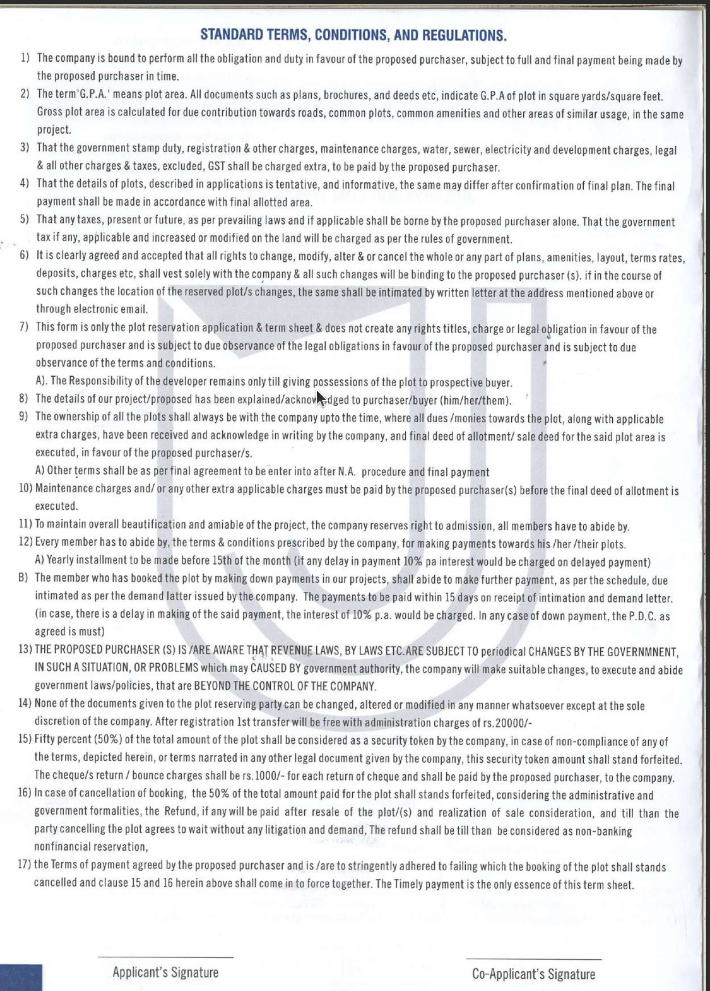 STANDARD TERMS, CONDITIONS, AND REGULATIONS.
1) The company is bound to perform all the obligation and duty in favour of the proposed purchaser, subject to full and final payment being made by
the proposed purchaser in time.
2) The term'G.P.A.' means plot area. All documents such as plans, brochures, and deeds etc, indicate G.P.A of plot in square yards/square feet.
Gross plot area is calculated for due contribution towards roads, common plots, common amenities and other areas of similar usage, in the same
project.
3) That the government stamp duty, registration & other charges, maintenance charges, water, sewer, electricity and development charges, legal
& all other charges & taxes, excluded, GST shall be charged extra, to be paid by the proposed purchaser.
4) That the details of plots, described in applications is tentative, and informative, the same may differ after confirmation of final plan. The final
payment shall be made in accordance with final allotted area.
5) That any taxes, present or future, as per prevailing laws and if applicable shall be borne by the proposed purchaser alone. That the government
tax if any, applicable and increased or modified on the land will be charged as per the rules of government.
6) It is clearly agreed and accepted that all rights to change, modify, alter & or cancel the whole or any part of plans, amenities, layout, terms rates,
deposits, charges etc, shall vest solely with the company & all such changes will be binding to the proposed purchaser (s). if in the course of
such changes the location of the reserved plot/s changes, the same shall be intimated by written letter at the address mentioned above or
through electronic email.
7) This form is only the plot reservation application & term sheet & does not create any rights titles, charge or legal obligation in favour of the
proposed purchaser and is subject to due observance of the legal obligations in favour of the proposed purchaser and is subject to due
observance of the terms and conditions.
A). The Responsibility of the developer remains only till giving possessions of the plot to prospective buyer.
8) The details of our project/proposed has been explained/acknowledged to purchaser/buyer (him/her/them).
9) The ownership of all the plots shall always be with the company upto the time, where all dues /monies towards the plot, along with applicable
extra charges, have been received and acknowledge in writing by the company, and final deed of allotment/ sale deed for the said plot area is
executed, in favour of the proposed purchaser/s.
A) Other terms shall be as per final agreement to be enter into after N.A. procedure and final payment
10) Maintenance charges and/ or any other extra applicable charges must be paid by the proposed purchaser(s) before the final deed of allotment is
executed.
11) To maintain overall beautification and amiable of the project, the company reserves right to admission, all members have to abide by.
12) Every member has to abide by, the terms & conditions prescribed by the company, for making payments towards his /her /their plots.
A) Yearly installment to be made before 15th of the month (if any delay in payment 10% pa interest would be charged on delayed payment)
B) The member who has booked the plot by making down payments in our projects, shall abide to make further payment, as per the schedule, due
intimated as per the demand latter issued by the company. The payments to be paid within 15 days on receipt of intimation and demand letter.
(in case, there is a delay in making of the said payment, the interest of 10% p.a. would be charged. In any case of down payment, the P.D.C. as
agreed is must)
13) THE PROPOSED PURCHASER (S) IS /ARE AWARE THAT REVENUE LAWS, BY LAWS ETC.ARE SUBJECT TO periodical CHANGES BY THE GOVERNMNENT,
IN SUCH A SITUATION, OR PROBLEMS which may CAUSED BY government authority, the company will make suitable changes, to execute and abide
government laws/policies, that are BEYOND THE CONTROL OF THE COMPANY.
14) None of the documents given to the plot reserving party can be changed, altered or modified in any manner whatsoever except at the sole
discretion of the company. After registration 1st transfer will be free with administration charges of rs.20000/-
15) Fifty percent (50%) of the total amount of the plot shall be considered as a security token by the company, in case of non-compliance of any of
the terms, depicted herein, or terms narrated in any other legal document given by the company, this security token amount shall stand forfeited.
The cheque/s return / bounce charges shall be rs.1000/- for each return of cheque and shall be paid by the proposed purchaser, to the company.
16) In case of cancellation of booking, the 50% of the total amount paid for the plot shall stands forfeited, considering the administrative and
government formalities, the Refund, if any will be paid after resale of the plot/(s) and realization of sale consideration, and till than the
party cancelling the plot agrees to wait without any litigation and demand, The refund shall be till than be considered as non-banking
nonfinancial reservation,
17) the Terms of payment agreed by the proposed purchaser and is /are to stringently adhered to failing which the booking of the plot shall stands
cancelled and clause 15 and 16 herein above shall come in to force together. The Timely payment is the only essence of this term sheet.
Applicant's Signature
Co-Applicant's Signature